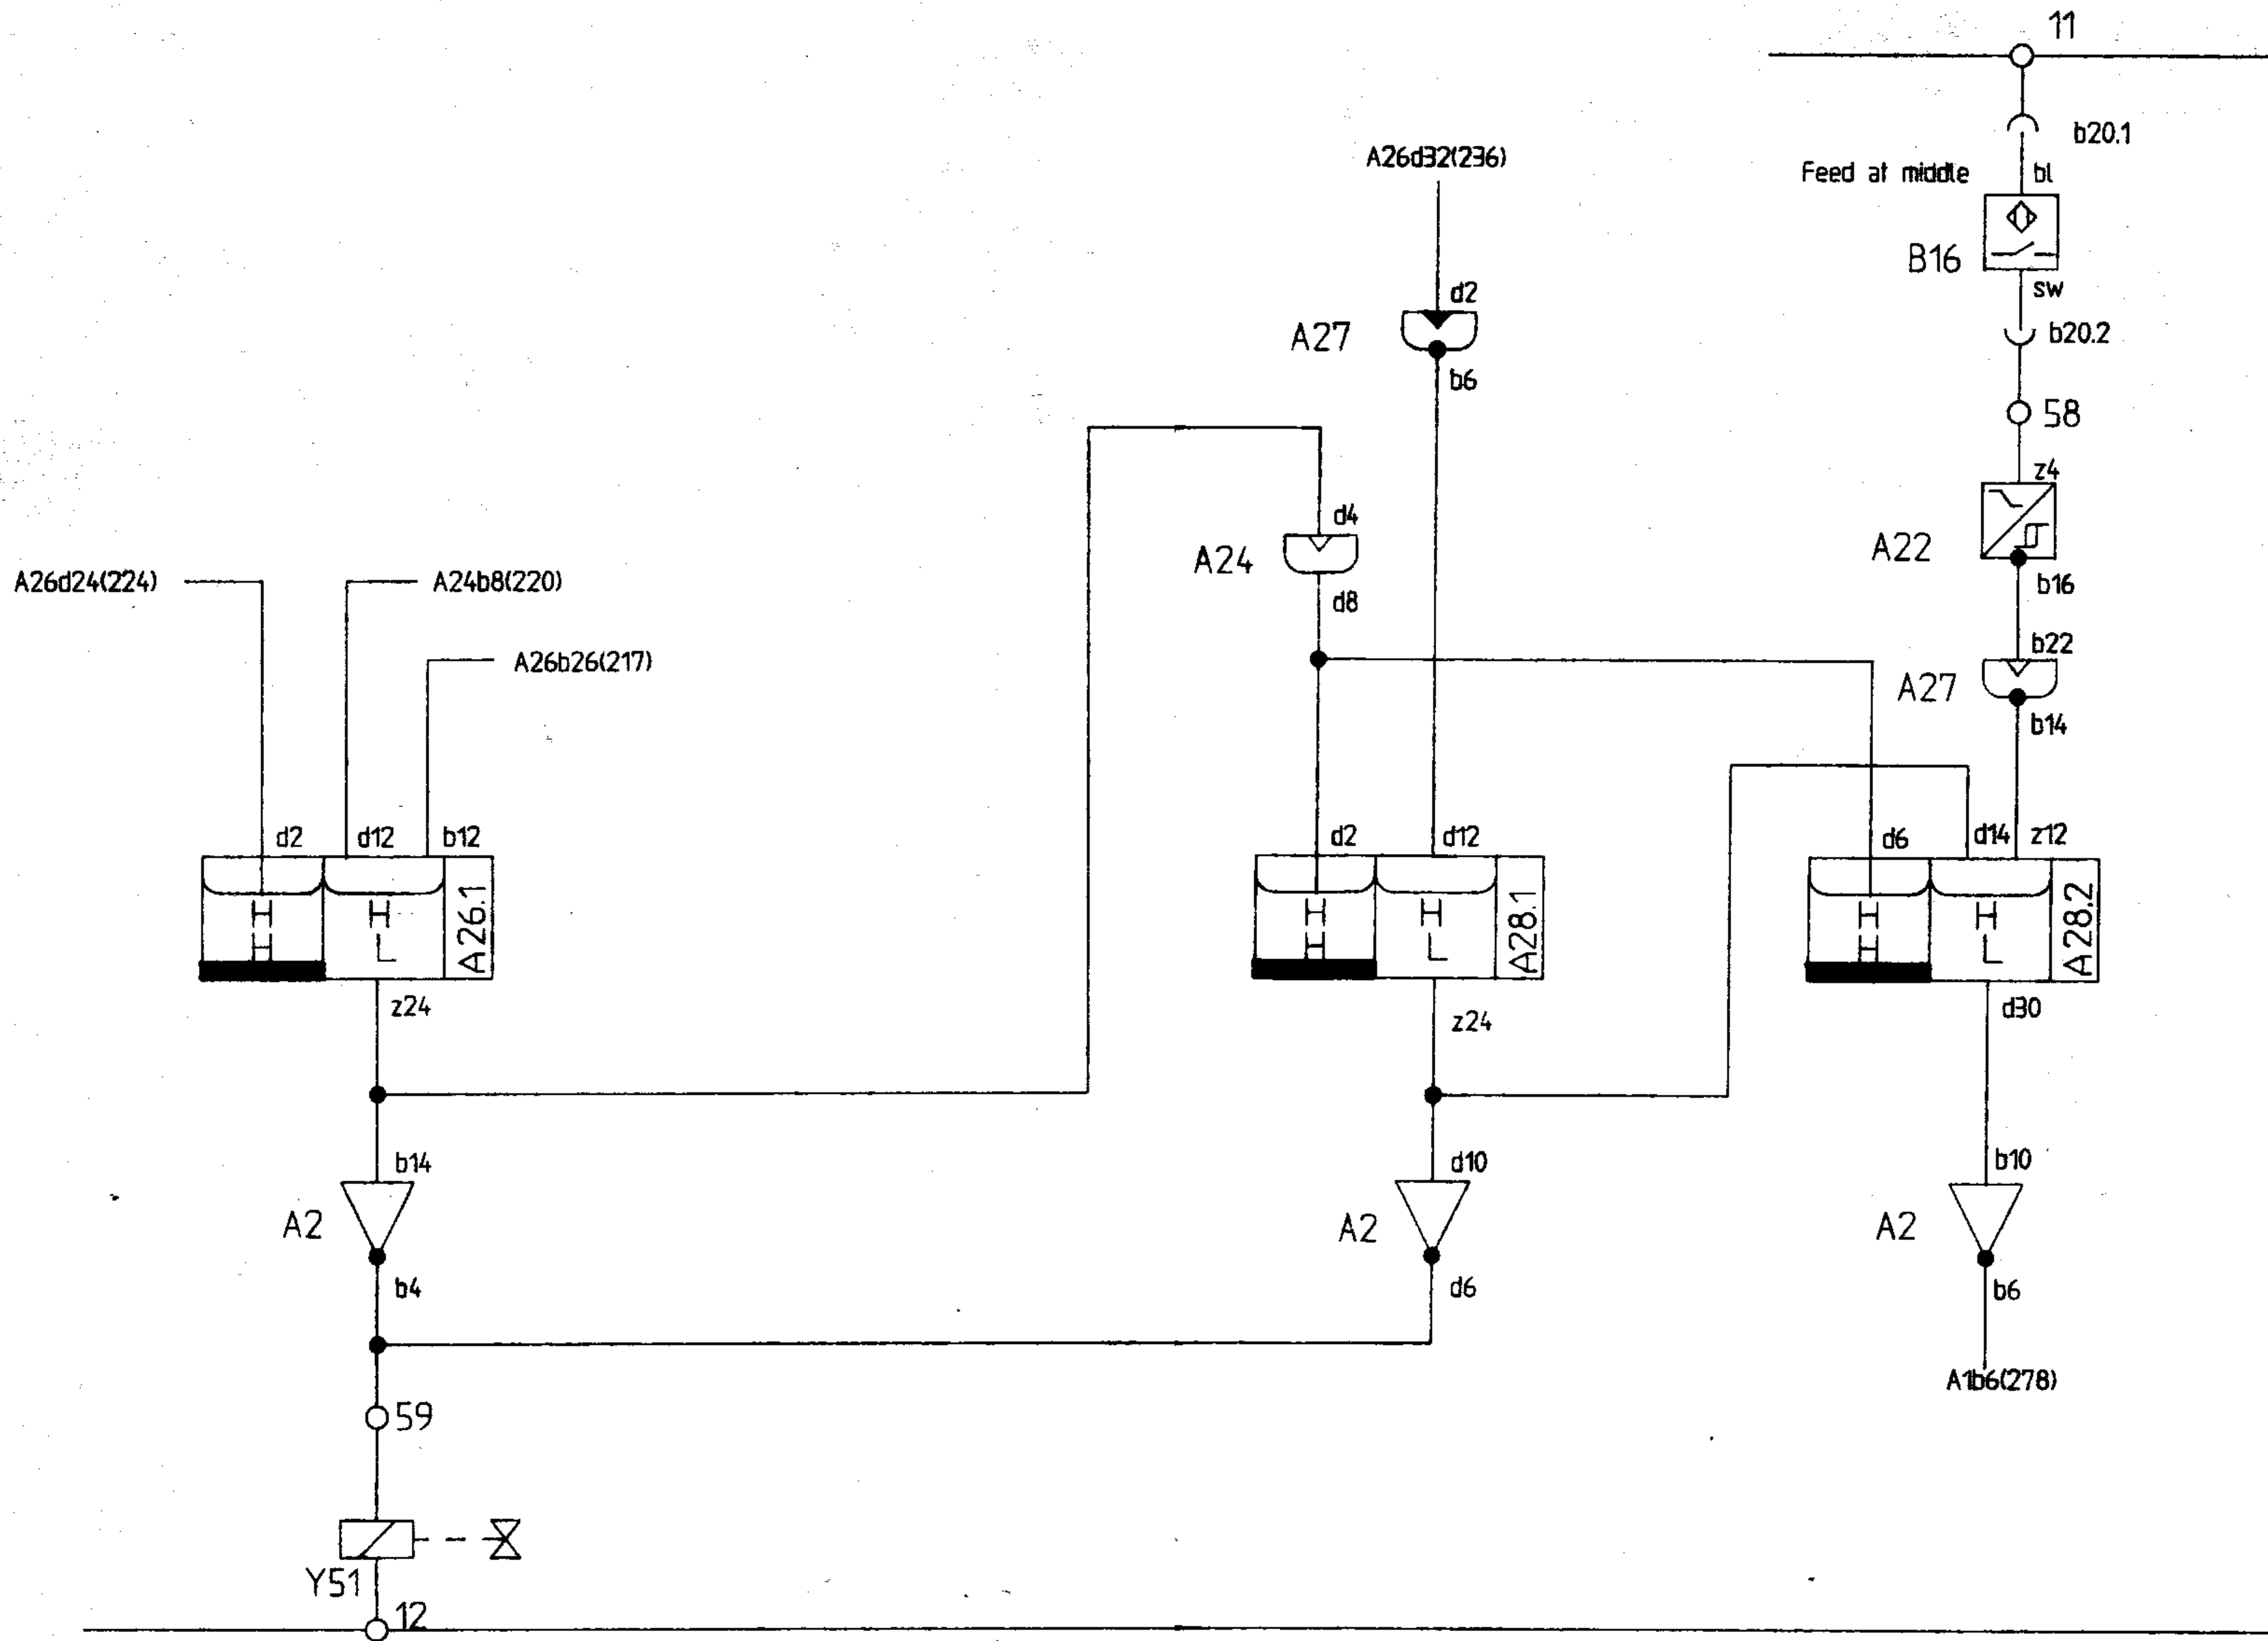 11
b20.1
A26d32(236)
Feed at middle
bl
B16
sw
d2
A27
b20.2
b6
58
z4
d4
A24
A22
A26d24(224)
A24b8(220)
b16
d8
b22
A26b26(217)
A27
b14
d2
d12
b12
d2
d12
d6
d14
z12
H
H
H
L
A26.1
H
H
H
L
A28.1
H
H
H
L
A28.2
z24
z24
d30
b14
d10
b10
A2
A2
A2
b4
d6
b6
A1b6(278)
59
Y51
12